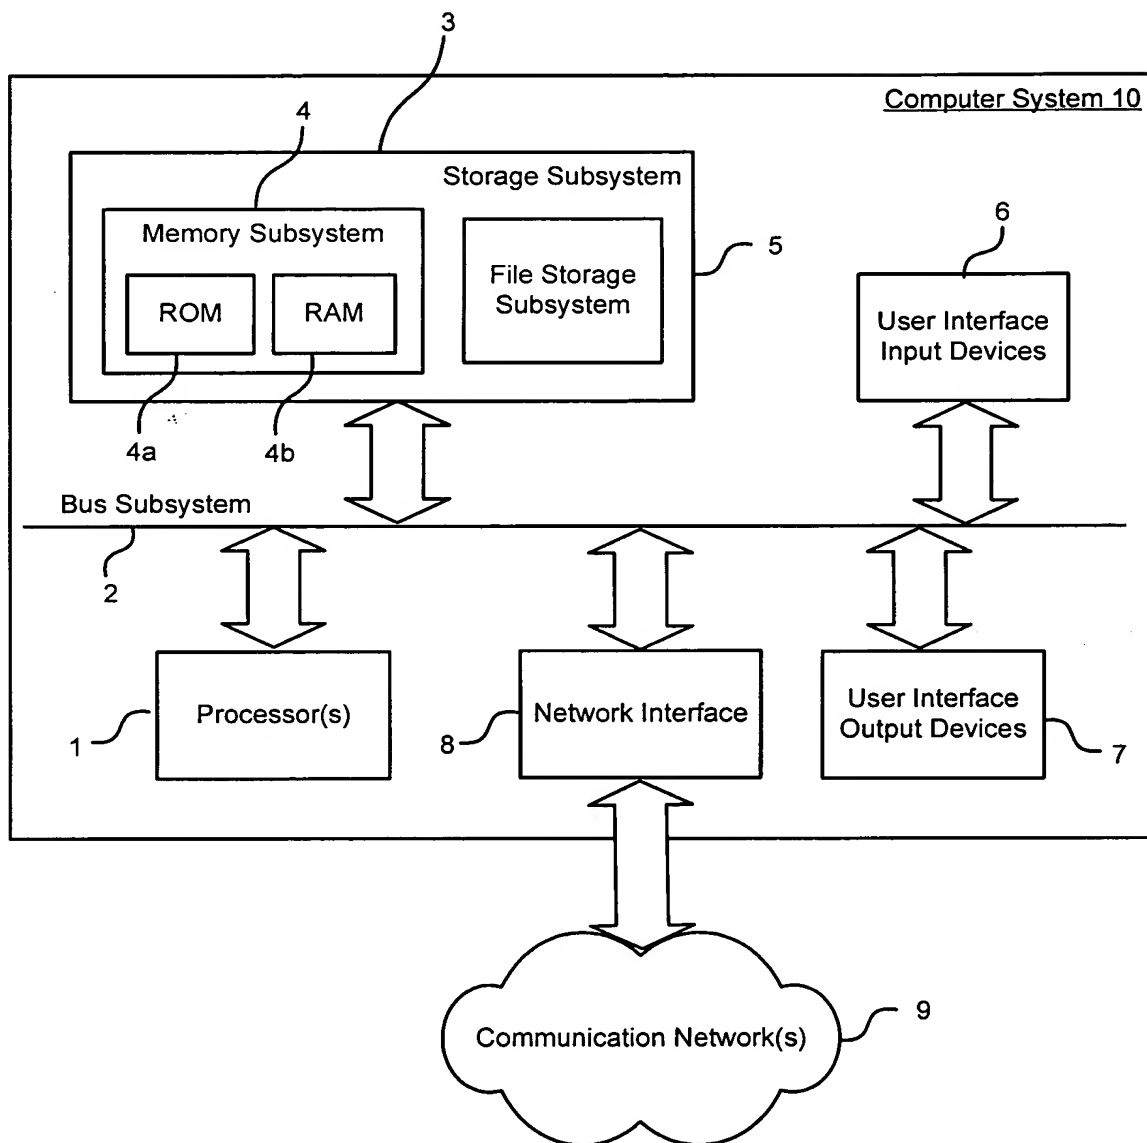 3
Computer System 10
4
Storage Subsystem
Memory Subsystem
6
5
File Storage
Subsystem
ROM
RAM
User Interface
Input Devices
4a
4b
Bus Subsystem
2
Processor(s)
1
Network Interface
8
User Interface
Output Devices
7
Communication Network(s)
9